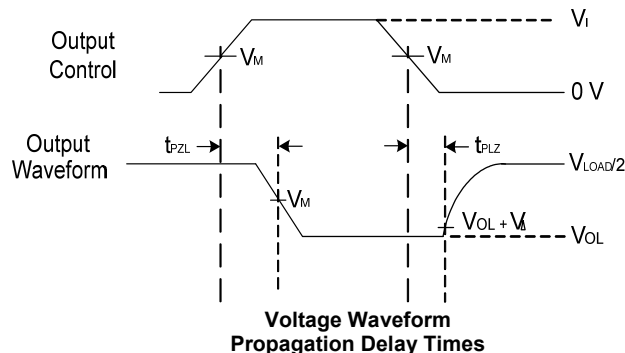 Output Control
VI
VM
VM
0 V
Output Waveform
tPZL
tPLZ
VLOAD/2
VM
VOL + VΔ
VOL
Voltage Waveform
Propagation Delay Times